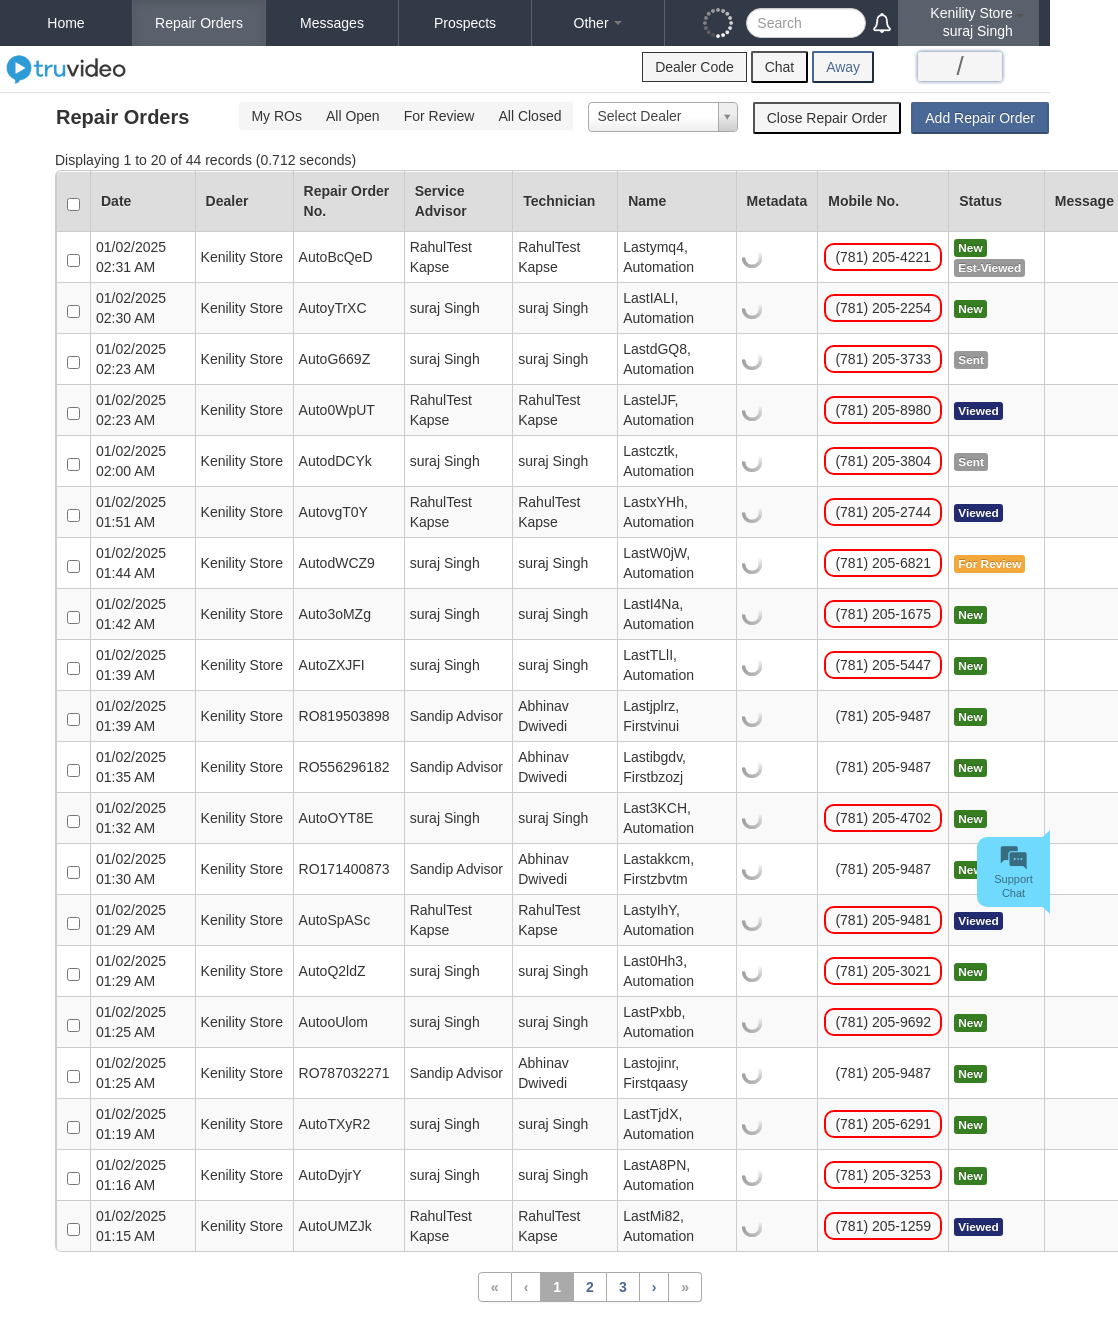 Home Repair Orders Messages Prospects Other Search Kenility Store
suraj Singh
truvideo Dealer Code Chat Away /
Repair Orders My ROs All Open For Review All Closed Select Dealer Close Repair Order Add Repair Order
Displaying 1 to 20 of 44 records (0.712 seconds)
Date Dealer Repair Order No. Service Advisor Technician Name Metadata Mobile No. Status Message
01/02/2025 02:31 AM Kenility Store AutoBcQeD RahulTest Kapse RahulTest Kapse Lastymq4, Automation (781) 205-4221 New Est-Viewed
01/02/2025 02:30 AM Kenility Store AutoyTrXC suraj Singh suraj Singh LastIALI, Automation (781) 205-2254 New
01/02/2025 02:23 AM Kenility Store AutoG669Z suraj Singh suraj Singh LastdGQ8, Automation (781) 205-3733 Sent
01/02/2025 02:23 AM Kenility Store Auto0WpUT RahulTest Kapse RahulTest Kapse LastelJF, Automation (781) 205-8980 Viewed
01/02/2025 02:00 AM Kenility Store AutodDCYk suraj Singh suraj Singh Lastcztk, Automation (781) 205-3804 Sent
01/02/2025 01:51 AM Kenility Store AutovgT0Y RahulTest Kapse RahulTest Kapse LastxYHh, Automation (781) 205-2744 Viewed
01/02/2025 01:44 AM Kenility Store AutodWCZ9 suraj Singh suraj Singh LastW0jW, Automation (781) 205-6821 For Review
01/02/2025 01:42 AM Kenility Store Auto3oMZg suraj Singh suraj Singh LastI4Na, Automation (781) 205-1675 New
01/02/2025 01:39 AM Kenility Store AutoZXJFI suraj Singh suraj Singh LastTLlI, Automation (781) 205-5447 New
01/02/2025 01:39 AM Kenility Store RO819503898 Sandip Advisor Abhinav Dwivedi Lastjplrz, Firstvinui (781) 205-9487 New
01/02/2025 01:35 AM Kenility Store RO556296182 Sandip Advisor Abhinav Dwivedi Lastibgdv, Firstbzozj (781) 205-9487 New
01/02/2025 01:32 AM Kenility Store AutoOYT8E suraj Singh suraj Singh Last3KCH, Automation (781) 205-4702 New
01/02/2025 01:30 AM Kenility Store RO171400873 Sandip Advisor Abhinav Dwivedi Lastakkcm, Firstzbvtm (781) 205-9487 New
Support
Chat
01/02/2025 01:29 AM Kenility Store AutoSpASc RahulTest Kapse RahulTest Kapse LastyIhY, Automation (781) 205-9481 Viewed
01/02/2025 01:29 AM Kenility Store AutoQ2ldZ suraj Singh suraj Singh Last0Hh3, Automation (781) 205-3021 New
01/02/2025 01:25 AM Kenility Store AutooUlom suraj Singh suraj Singh LastPxbb, Automation (781) 205-9692 New
01/02/2025 01:25 AM Kenility Store RO787032271 Sandip Advisor Abhinav Dwivedi Lastojinr, Firstqaasy (781) 205-9487 New
01/02/2025 01:19 AM Kenility Store AutoTXyR2 suraj Singh suraj Singh LastTjdX, Automation (781) 205-6291 New
01/02/2025 01:16 AM Kenility Store AutoDyjrY suraj Singh suraj Singh LastA8PN, Automation (781) 205-3253 New
01/02/2025 01:15 AM Kenility Store AutoUMZJk RahulTest Kapse RahulTest Kapse LastMi82, Automation (781) 205-1259 Viewed
« ‹ 1 2 3 › »